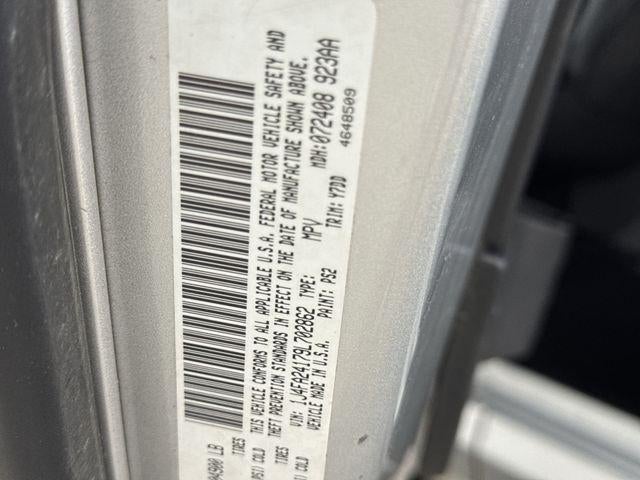 04900 LB
TIRES
PSI) COLD
TIRES
PSI) COLD
THIS VEHICLE CONFORMS TO ALL APPLICABLE U.S.A. FEDERAL MOTOR VEHICLE SAFETY AND
THEFT PREVENTION STANDARDS IN EFFECT ON THE DATE OF MANUFACTURE SHOWN ABOVE.
VIN: 1J4FA24179L702862 TYPE: MPV MDH: 072408 923AA
VEHICLE MADE IN U.S.A. PAINT: PS2 TRIM: Y7DD 4648509